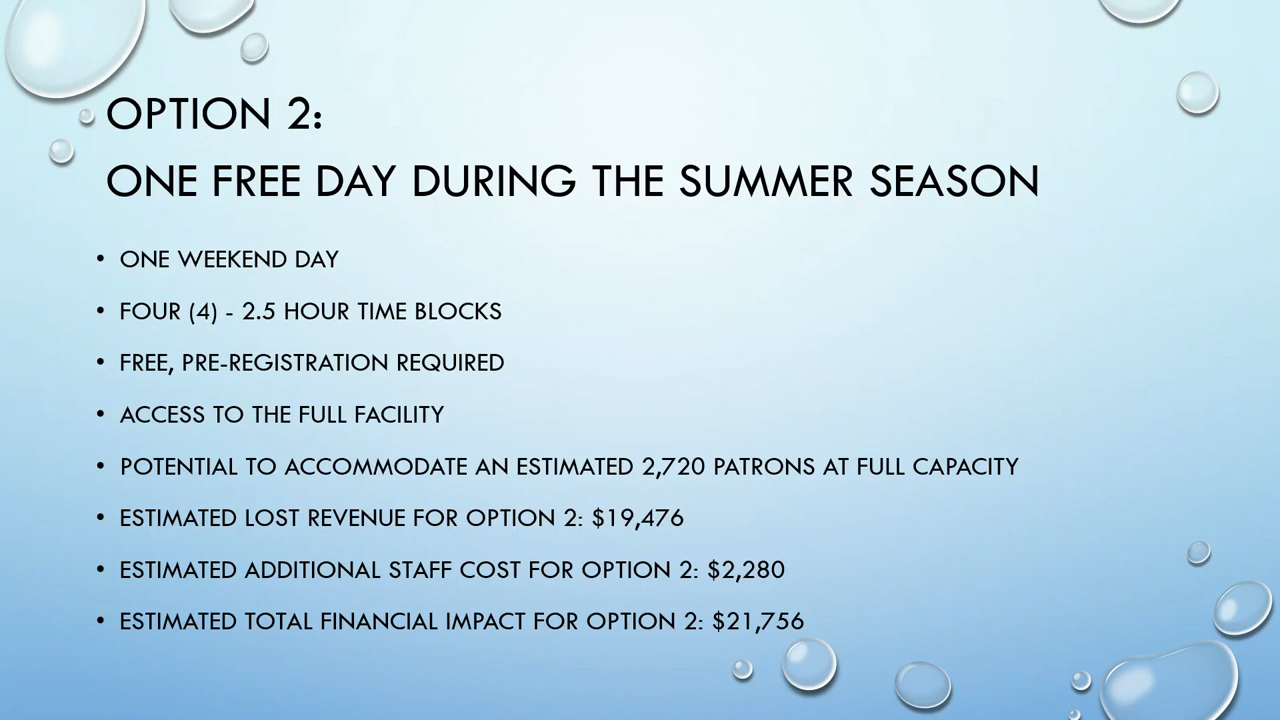 OPTION 2:
ONE FREE DAY DURING THE SUMMER SEASON
• ONE WEEKEND DAY
• FOUR (4) - 2.5 HOUR TIME BLOCKS
• FREE, PRE-REGISTRATION REQUIRED
• ACCESS TO THE FULL FACILITY
• POTENTIAL TO ACCOMMODATE AN ESTIMATED 2,720 PATRONS AT FULL CAPACITY
• ESTIMATED LOST REVENUE FOR OPTION 2: $19,476
• ESTIMATED ADDITIONAL STAFF COST FOR OPTION 2: $2,280
• ESTIMATED TOTAL FINANCIAL IMPACT FOR OPTION 2: $21,756